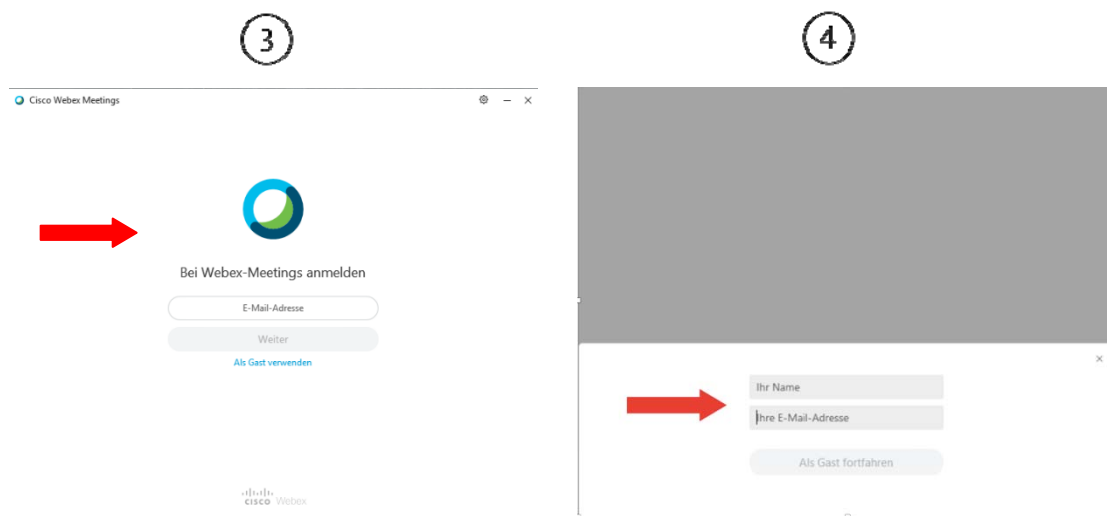 3
4
Cisco Webex Meetings
Bei Webex-Meetings anmelden
E-Mail-Adresse
Weiter
Als Gast verwenden
cisco Webex
Ihr Name
Ihre E-Mail-Adresse
Als Gast fortfahren